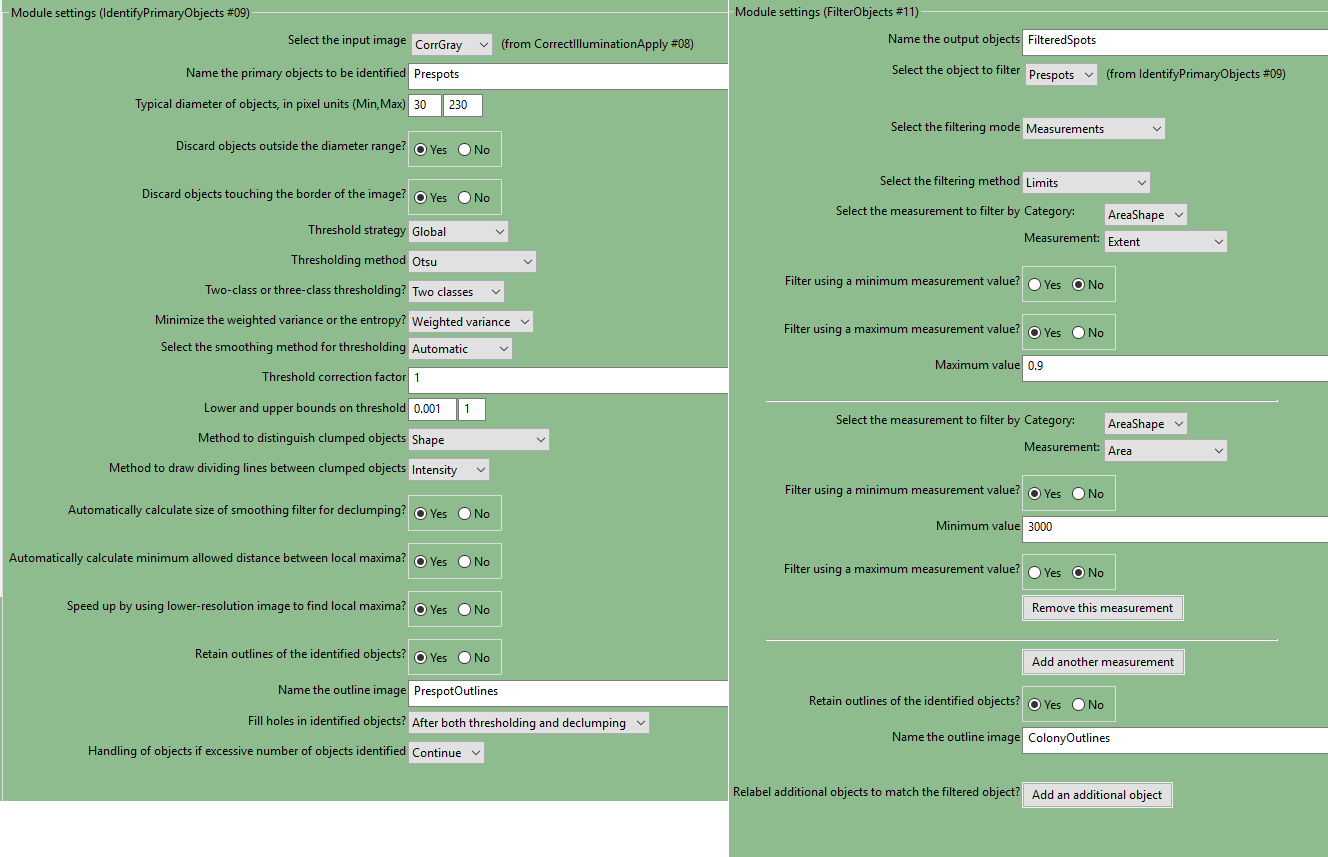 Module settings (IdentifyPrimaryObjects #09)
Select the input image CorrGray (from CorrectIlluminationApply #08)
Name the primary objects to be identified Prespots
Typical diameter of objects, in pixel units (Min,Max) 30 230
Discard objects outside the diameter range? Yes No
Discard objects touching the border of the image? Yes No
Threshold strategy Global
Thresholding method Otsu
Two-class or three-class thresholding? Two classes
Minimize the weighted variance or the entropy? Weighted variance
Select the smoothing method for thresholding Automatic
Threshold correction factor 1
Lower and upper bounds on threshold 0.001 1
Method to distinguish clumped objects Shape
Method to draw dividing lines between clumped objects Intensity
Automatically calculate size of smoothing filter for declumping? Yes No
Automatically calculate minimum allowed distance between local maxima? Yes No
Speed up by using lower-resolution image to find local maxima? Yes No
Retain outlines of the identified objects? Yes No
Name the outline image PrespotOutlines
Fill holes in identified objects? After both thresholding and declumping
Handling of objects if excessive number of objects identified Continue
Module settings (FilterObjects #11)
Name the output objects FilteredSpots
Select the object to filter Prespots (from IdentifyPrimaryObjects #09)
Select the filtering mode Measurements
Select the filtering method Limits
Select the measurement to filter by Category: AreaShape
Measurement: Extent
Filter using a minimum measurement value? Yes No
Filter using a maximum measurement value? Yes No
Maximum value 0.9
Select the measurement to filter by Category: AreaShape
Measurement: Area
Filter using a minimum measurement value? Yes No
Minimum value 3000
Filter using a maximum measurement value? Yes No
Remove this measurement
Add another measurement
Retain outlines of the identified objects? Yes No
Name the outline image ColonyOutlines
Relabel additional objects to match the filtered object? Add an additional object